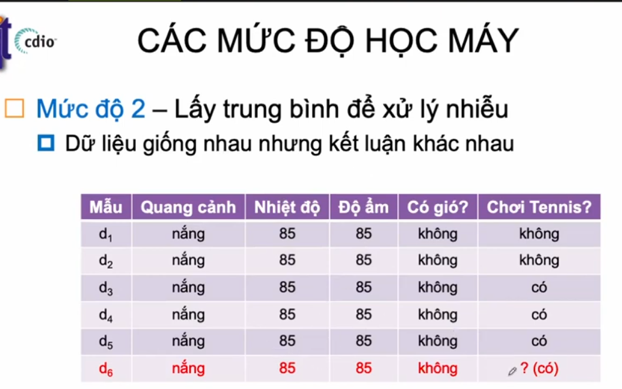 cdio
CÁC MỨC ĐỘ HỌC MÁY
Mức độ 2 – Lấy trung bình để xử lý nhiễu
Dữ liệu giống nhau nhưng kết luận khác nhau
Mẫu Quang cảnh Nhiệt độ Độ ẩm Có gió? Chơi Tennis?
d₁ nắng 85 85 không không
d₂ nắng 85 85 không không
d₃ nắng 85 85 không có
d₄ nắng 85 85 không có
d₅ nắng 85 85 không có
d₆ nắng 85 85 không ? (có)